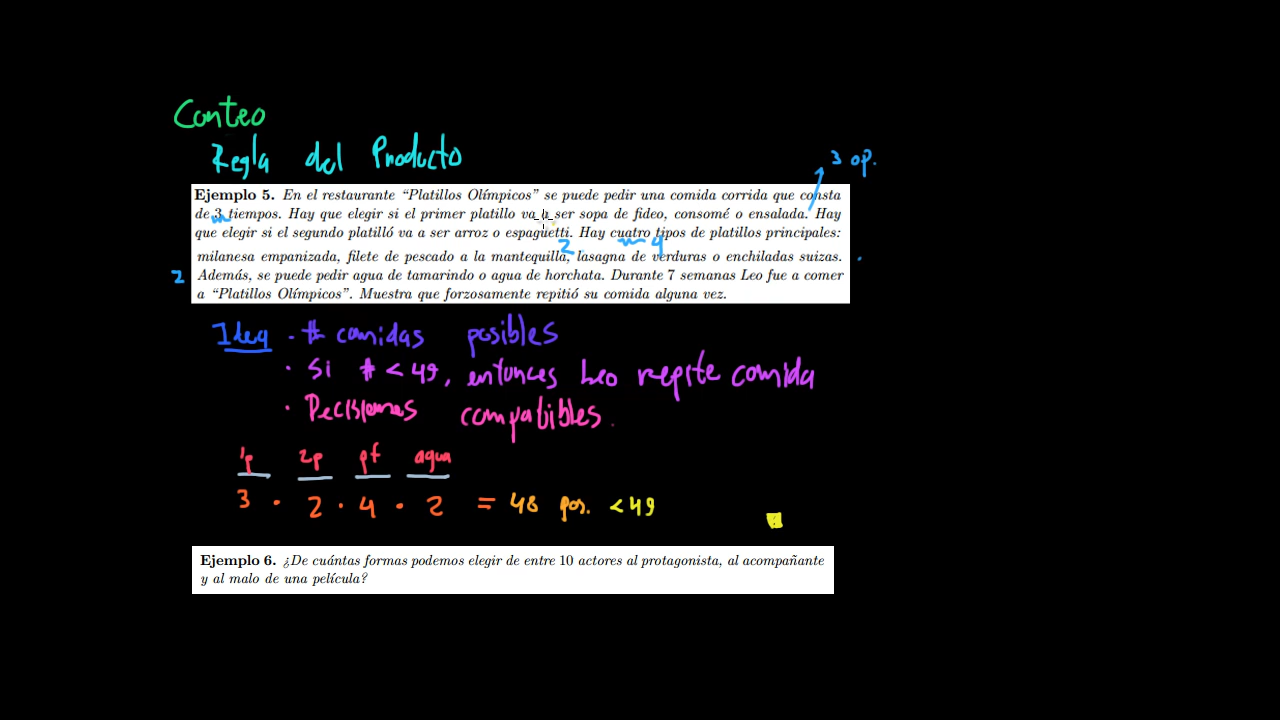 Conteo
Regla del Producto
3 op.
Ejemplo 5. En el restaurante “Platillos Olímpicos” se puede pedir una comida corrida que consta
de 3 tiempos. Hay que elegir si el primer platillo va a ser sopa de fideo, consomé o ensalada. Hay
que elegir si el segundo platilló va a ser arroz o espagüetti. Hay cuatro tipos de platillos principales:
2 4
milanesa empanizada, filete de pescado a la mantequilla, lasagna de verduras o enchiladas suizas.
2 Además, se puede pedir agua de tamarindo o agua de horchata. Durante 7 semanas Leo fue a comer
a “Platillos Olímpicos”. Muestra que forzosamente repitió su comida alguna vez.
Idea - # comidas posibles
· Si # < 49, entonces Leo repite comida
· Decisiones compatibles.
1p 2p pf agua
3 · 2 · 4 · 2 = 48 pos. < 49
Ejemplo 6. ¿De cuántas formas podemos elegir de entre 10 actores al protagonista, al acompañante
y al malo de una película?